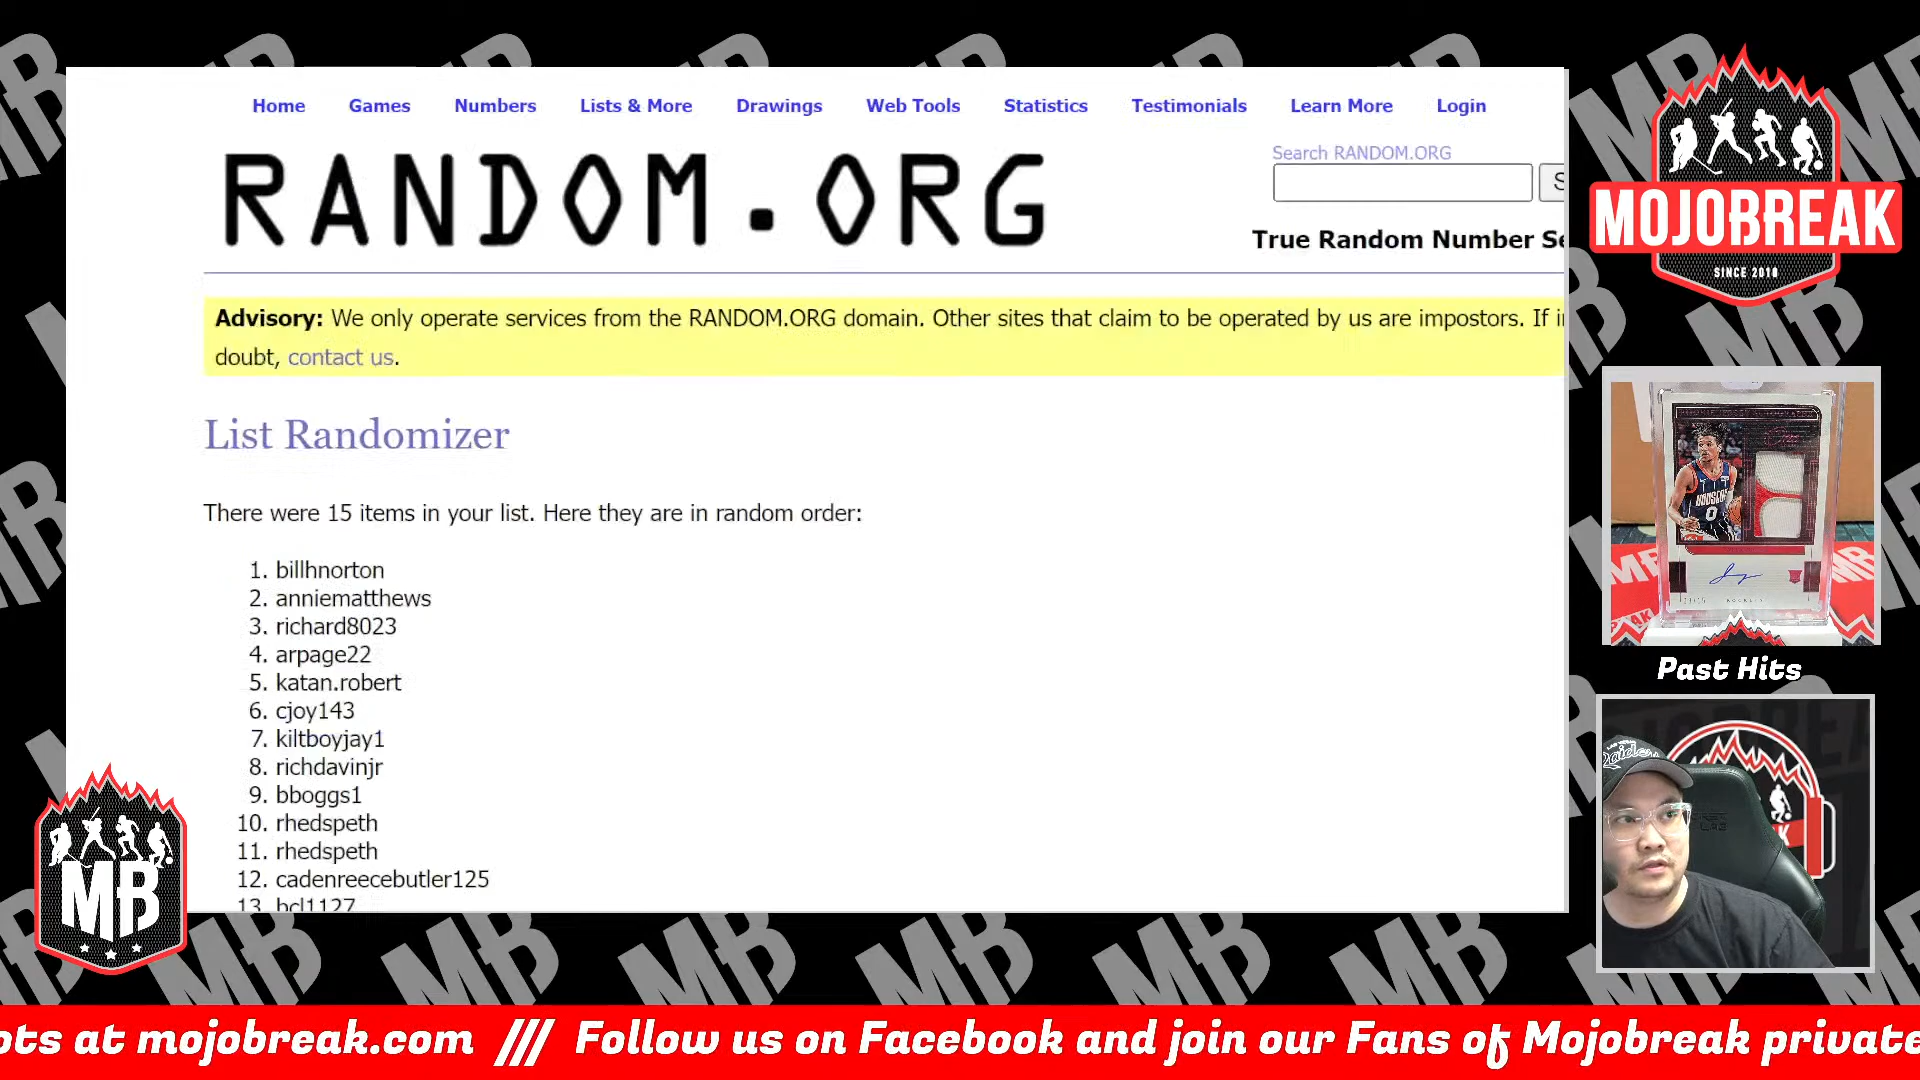 Home Games Numbers Lists & More Drawings Web Tools Statistics Testimonials Learn More Login
RANDOM.ORG
Search RANDOM.ORG
True Random Number Se
Advisory: We only operate services from the RANDOM.ORG domain. Other sites that claim to be operated by us are impostors. If in
doubt, contact us.
List Randomizer
There were 15 items in your list. Here they are in random order:
1. billhnorton
2. anniematthews
3. richard8023
4. arpage22
5. katan.robert
6. cjoy143
7. kiltboyjay1
8. richdavinjr
9. bboggs1
10. rhedspeth
11. rhedspeth
12. cadenreecebutler125
13. bcl1127
MOJOBREAK
SINCE 2010
Past Hits
Raiders
MB
ots at mojobreak.com /// Follow us on Facebook and join our Fans of Mojobreak private